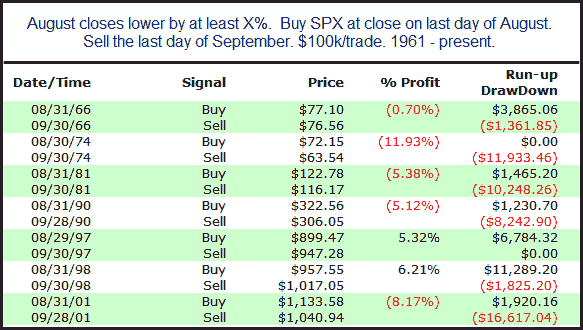 August closes lower by at least X%. Buy SPX at close on last day of August.
Sell the last day of September. $100k/trade. 1961 - present.
Run-up
Date/Time Signal Price % Profit DrawDown
08/31/66 Buy $77.10 (0.70%) $3,865.06
09/30/66 Sell $76.56 ($1,361.85)
08/30/74 Buy $72.15 (11.93%) $0.00
09/30/74 Sell $63.54 ($11,933.46)
08/31/81 Buy $122.78 (5.38%) $1,465.20
09/30/81 Sell $116.17 ($10,248.26)
08/31/90 Buy $322.56 (5.12%) $1,230.70
09/28/90 Sell $306.05 ($8,242.90)
08/29/97 Buy $899.47 5.32% $6,784.32
09/30/97 Sell $947.28 $0.00
08/31/98 Buy $957.55 6.21% $11,289.20
09/30/98 Sell $1,017.05 ($1,825.20)
08/31/01 Buy $1,133.58 (8.17%) $1,920.16
09/28/01 Sell $1,040.94 ($16,617.04)